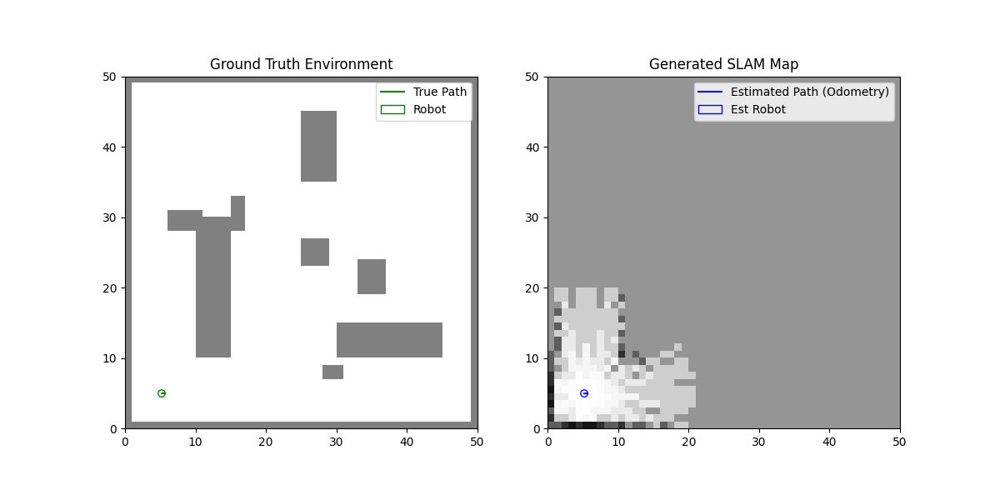 Ground Truth Environment
50
40
30
20
10
0
0 10 20 30 40 50
True Path
Robot
Generated SLAM Map
50
40
30
20
10
0
0 10 20 30 40 50
Estimated Path (Odometry)
Est Robot